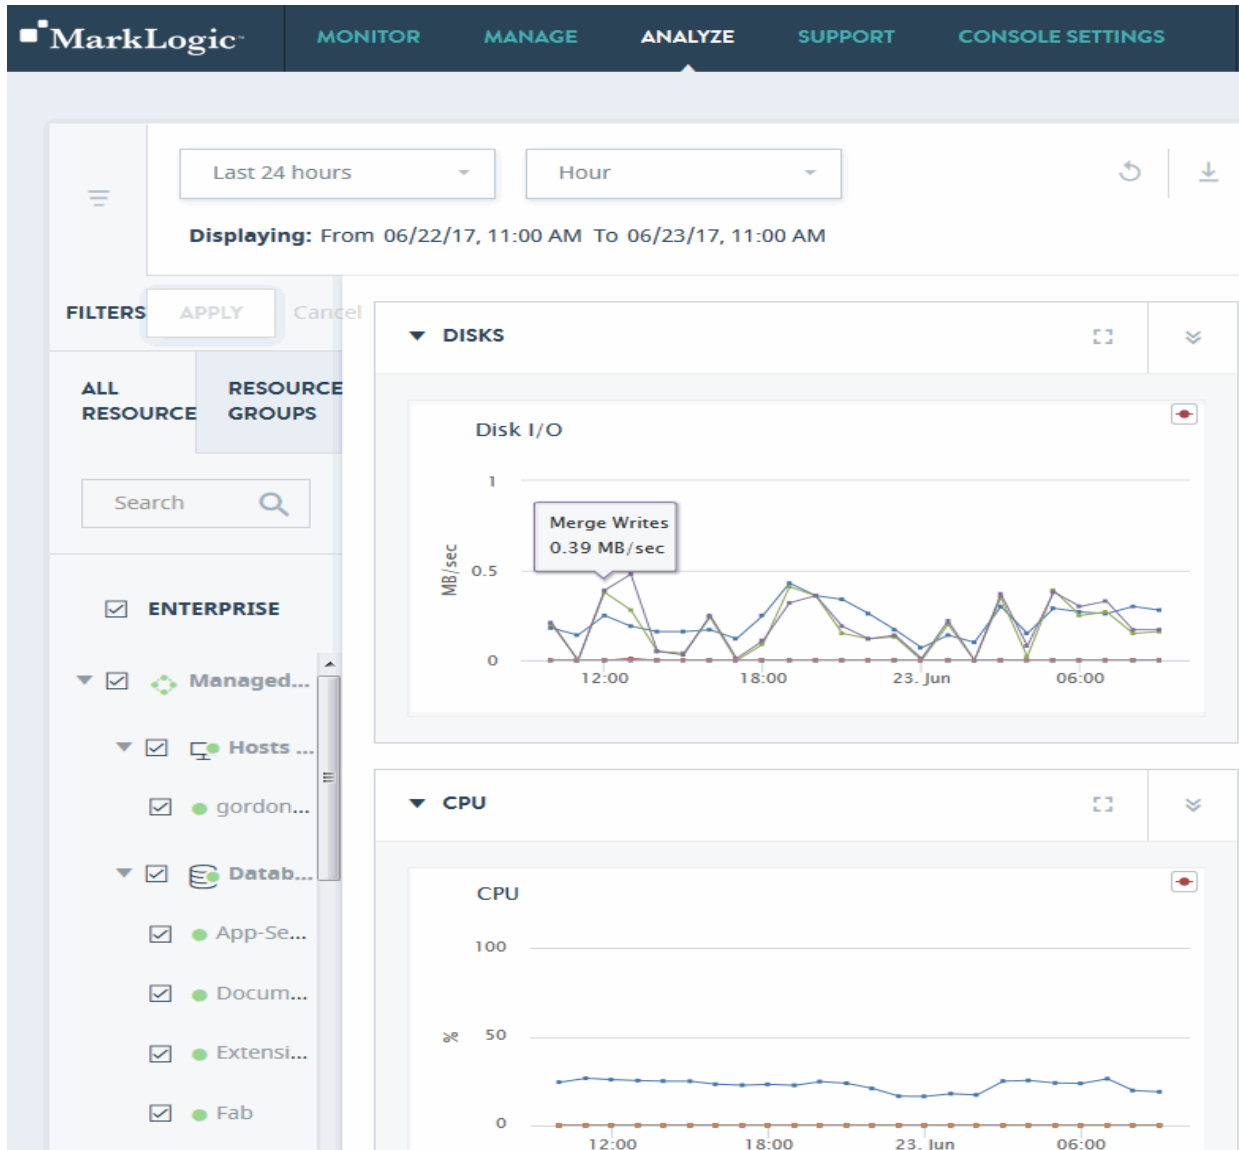 MarkLogic™
MONITOR MANAGE ANALYZE SUPPORT CONSOLE SETTINGS
Last 24 hours Hour
Displaying: From 06/22/17, 11:00 AM To 06/23/17, 11:00 AM
FILTERS APPLY Cancel
ALL RESOURCE
RESOURCE GROUPS
Search
ENTERPRISE
Managed...
Hosts ...
gordon...
Datab...
App-Se...
Docum...
Extensi...
Fab
DISKS
Disk I/O
1
Merge Writes
0.39 MB/sec
MB/sec
0.5
0
12:00 18:00 23. Jun 06:00
CPU
CPU
100
%
50
0
12:00 18:00 23. Jun 06:00